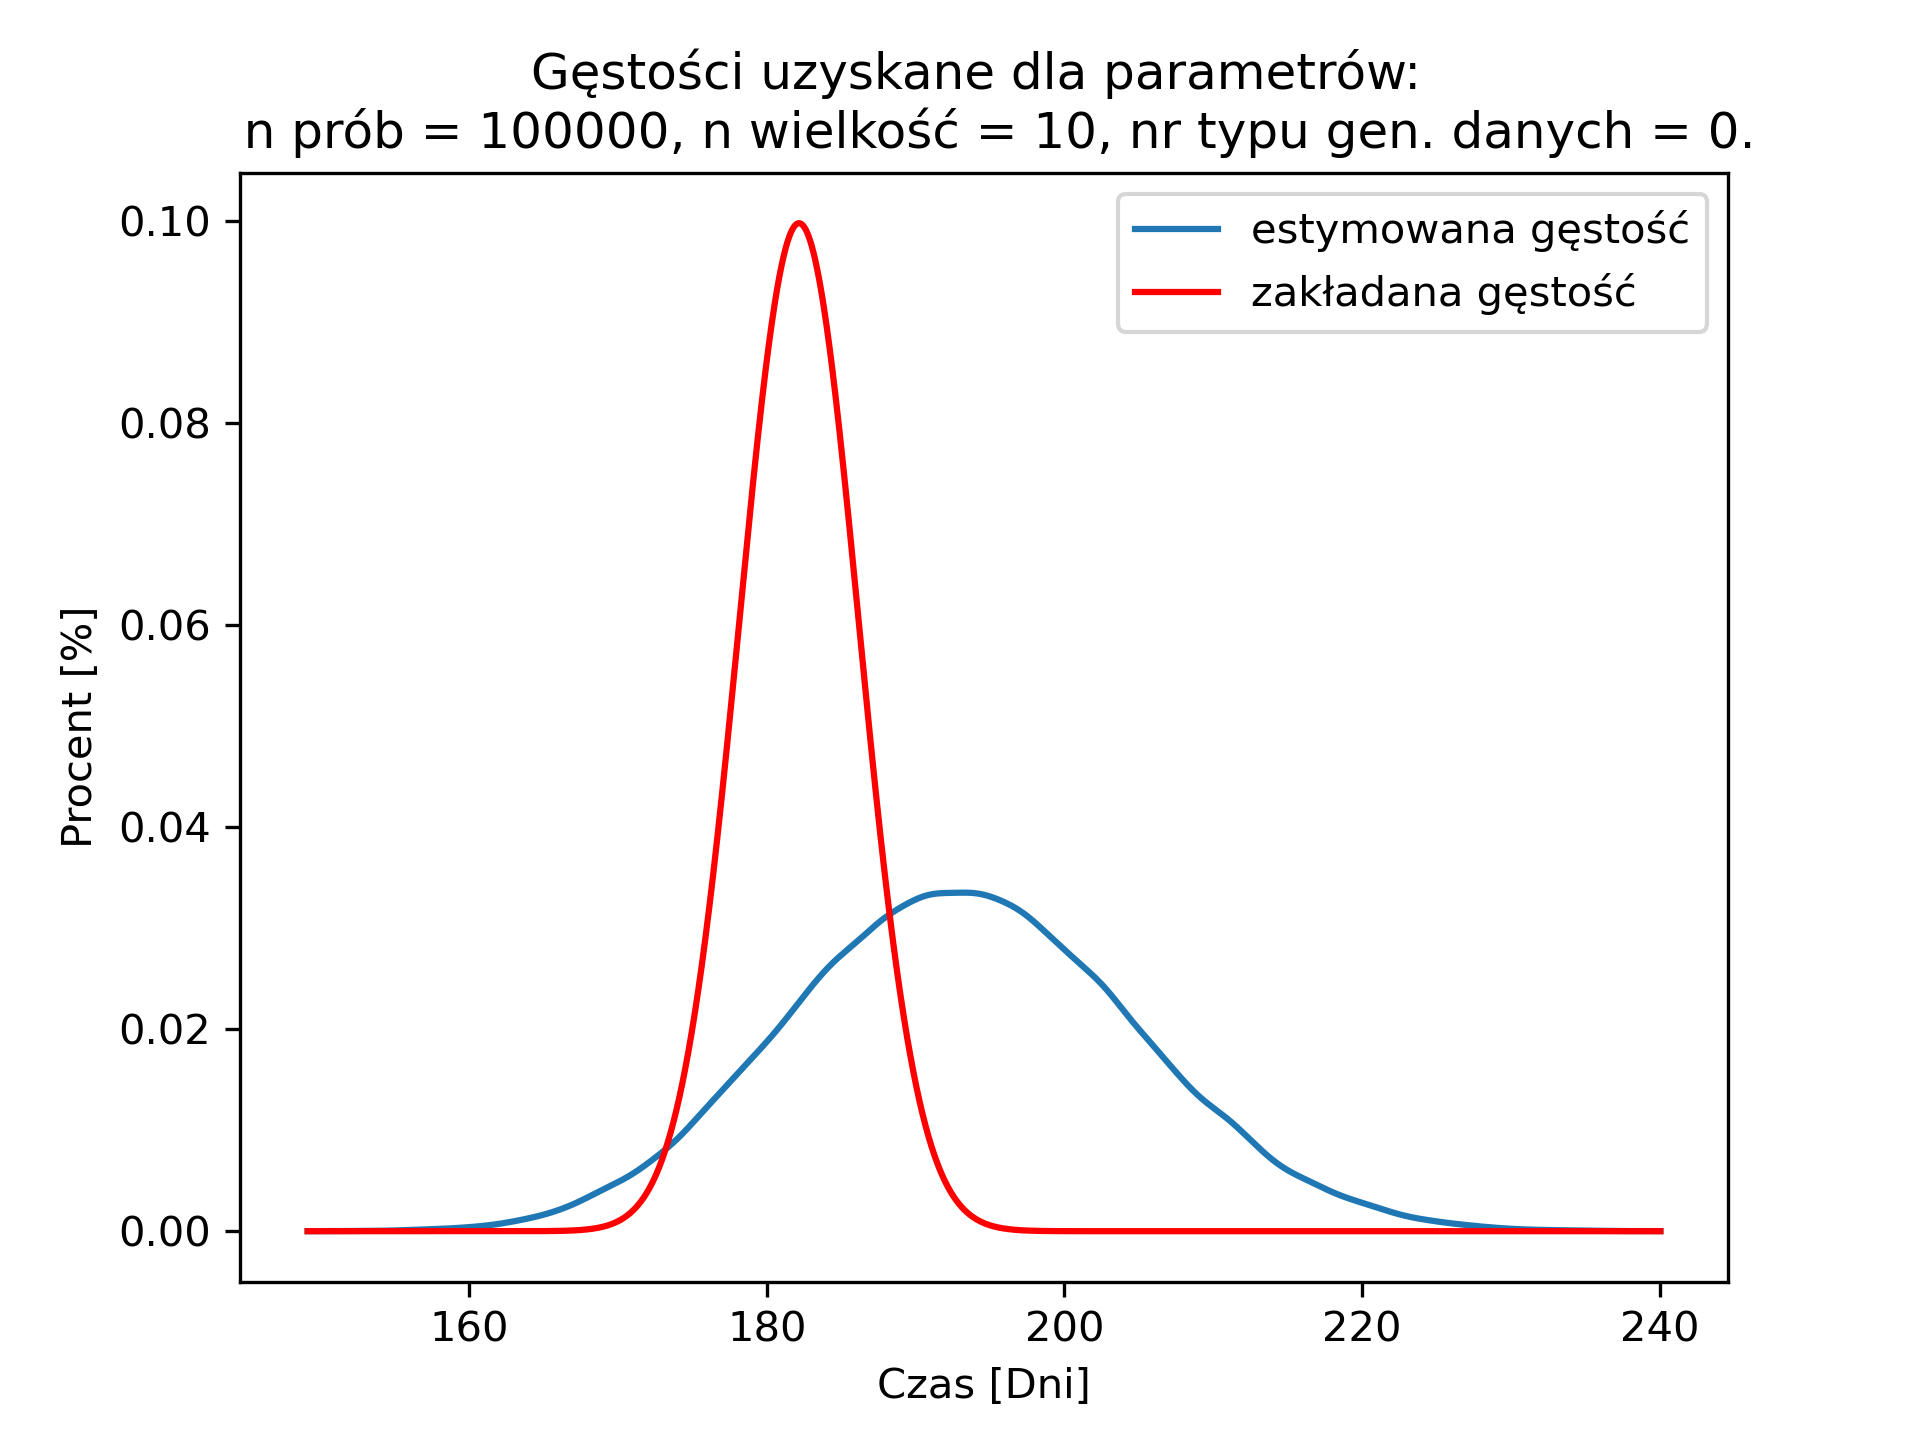 Gęstości uzyskane dla parametrów:
n prób = 100000, n wielkość = 10, nr typu gen. danych = 0.
estymowana gęstość
zakładana gęstość
0.10
0.08
0.06
0.04
0.02
0.00
Procent [%]
160 180 200 220 240
Czas [Dni]